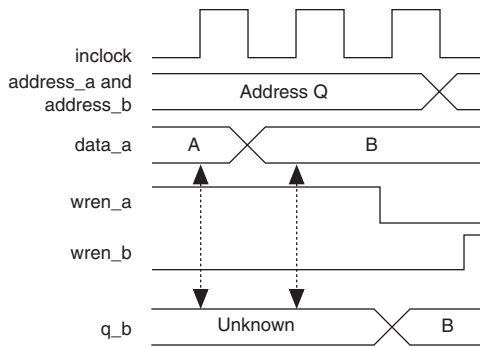 inclock
address_a and
address_b
Address Q
data_a
A
B
wren_a
wren_b
q_b
Unknown
B